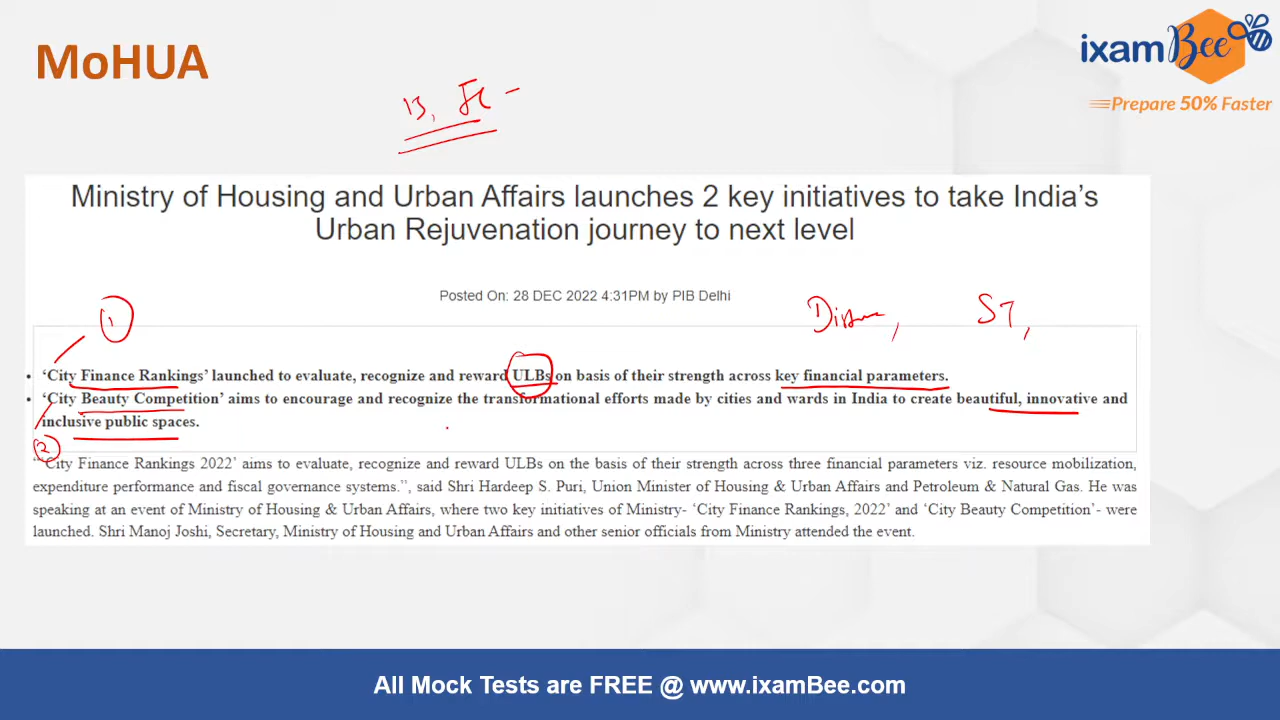 MoHUA
ixamBee
Prepare 50% Faster
Ministry of Housing and Urban Affairs launches 2 key initiatives to take India’s
Urban Rejuvenation journey to next level
Posted On: 28 DEC 2022 4:31PM by PIB Delhi
1
ST,
• ‘City Finance Rankings’ launched to evaluate, recognize and reward ULBs on basis of their strength across key financial parameters.
• ‘City Beauty Competition’ aims to encourage and recognize the transformational efforts made by cities and wards in India to create beautiful, innovative and
inclusive public spaces.
2
“‘City Finance Rankings 2022’ aims to evaluate, recognize and reward ULBs on the basis of their strength across three financial parameters viz. resource mobilization,
expenditure performance and fiscal governance systems.”, said Shri Hardeep S. Puri, Union Minister of Housing & Urban Affairs and Petroleum & Natural Gas. He was
speaking at an event of Ministry of Housing & Urban Affairs, where two key initiatives of Ministry- ‘City Finance Rankings, 2022’ and ‘City Beauty Competition’- were
launched. Shri Manoj Joshi, Secretary, Ministry of Housing and Urban Affairs and other senior officials from Ministry attended the event.
All Mock Tests are FREE @ www.ixamBee.com